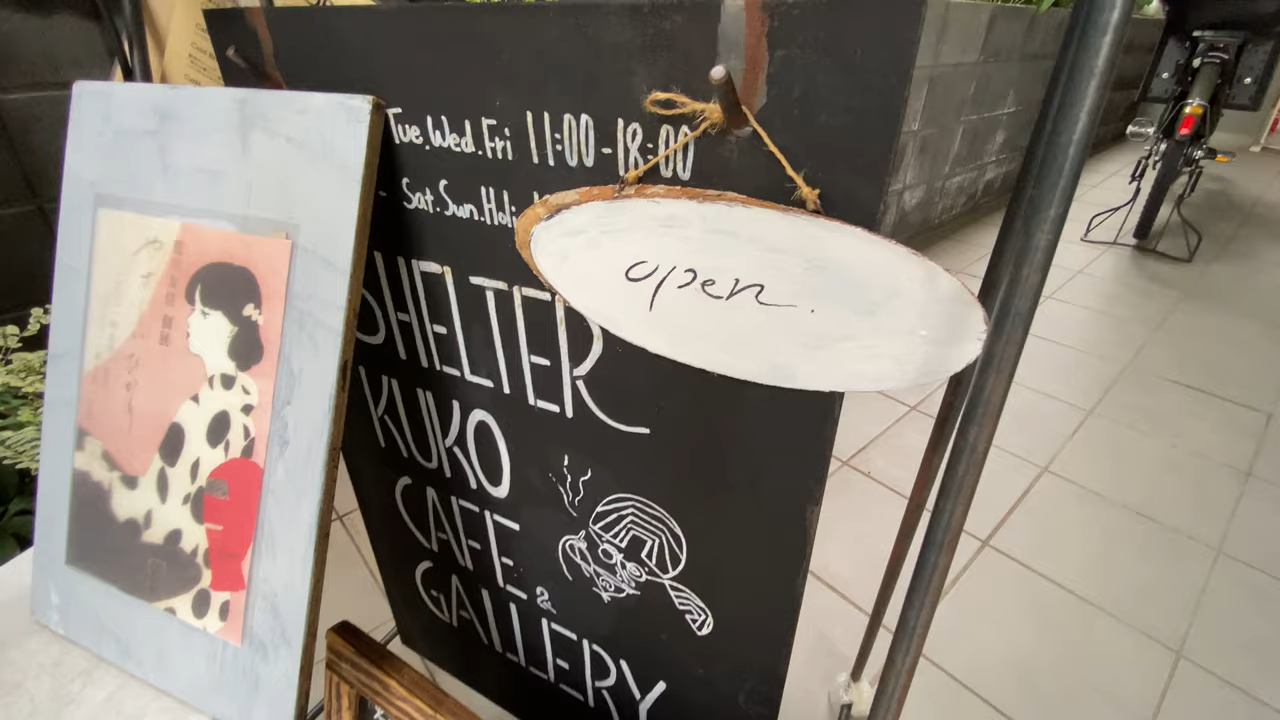 Tue.Wed.Fri 11:00-18:00
- Sat.Sun.Holi
open.
SHELTER
KUKO
CAFE &
GALLERY